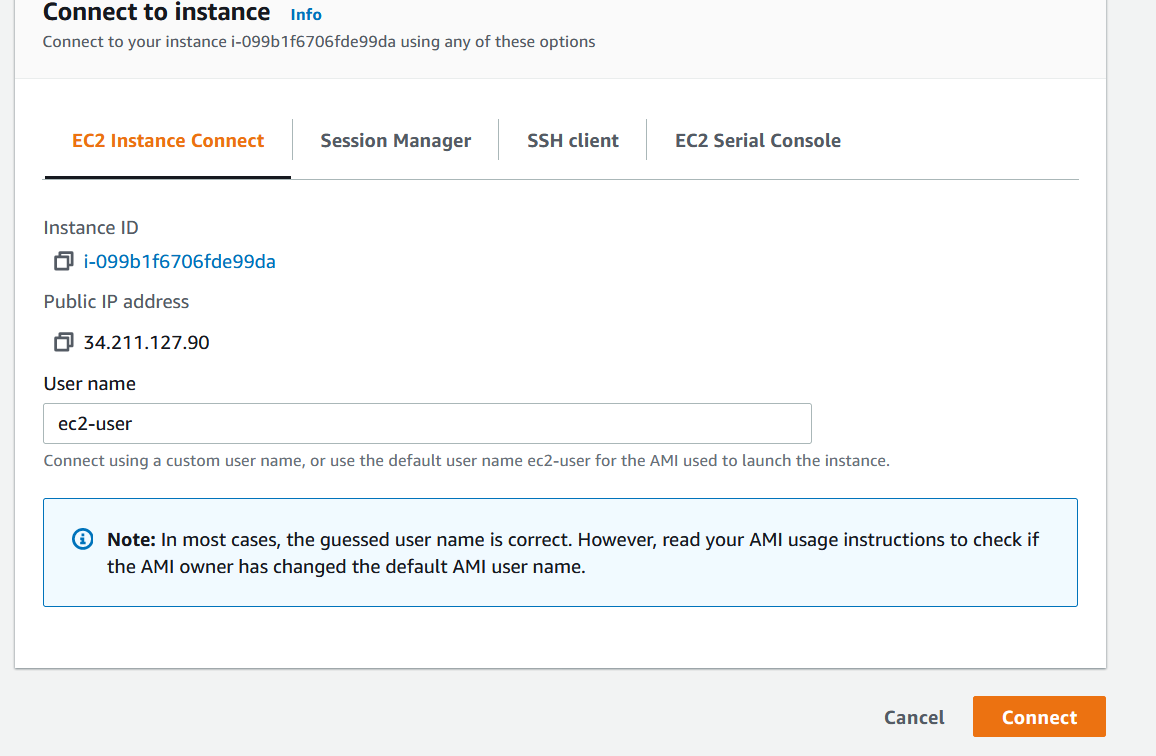 Connect to instance Info
Connect to your instance i-099b1f6706fde99da using any of these options
EC2 Instance Connect
Session Manager
SSH client
EC2 Serial Console
Instance ID
i-099b1f6706fde99da
Public IP address
34.211.127.90
User name
ec2-user
Connect using a custom user name, or use the default user name ec2-user for the AMI used to launch the instance.
Note: In most cases, the guessed user name is correct. However, read your AMI usage instructions to check if
the AMI owner has changed the default AMI user name.
Cancel
Connect